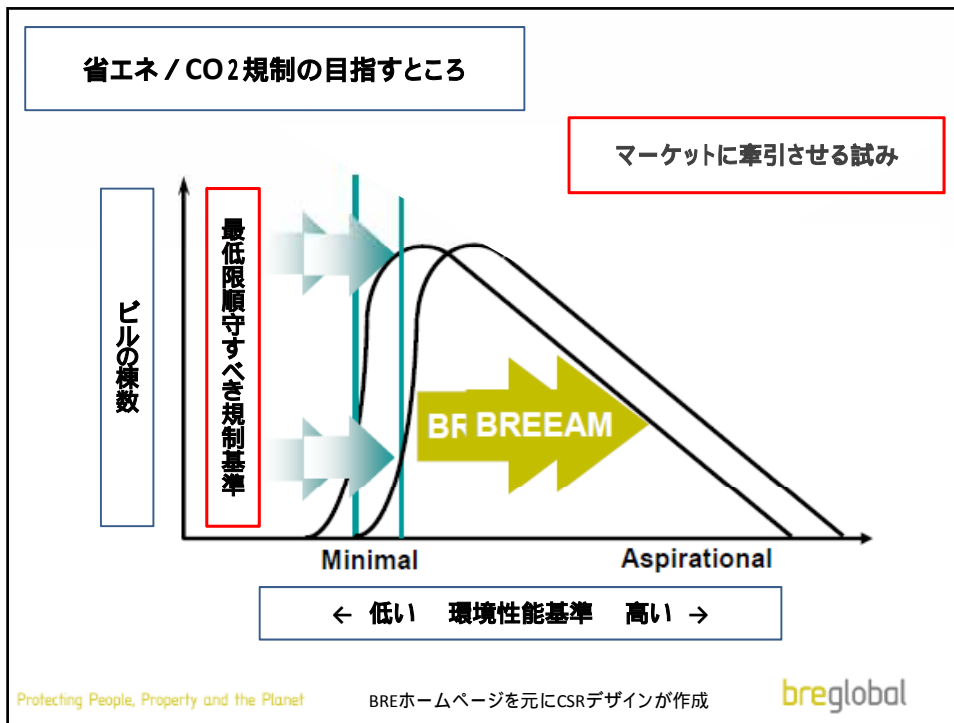 省エネ / CO2規制の目指すところ
マーケットに牽引させる試み
ビルの棟数
最低限順守すべき規制基準
BR BREEAM
Minimal
Aspirational
← 低い 環境性能基準 高い →
Protecting People, Property and the Planet
BREホームページを元にCSRデザインが作成
breglobal